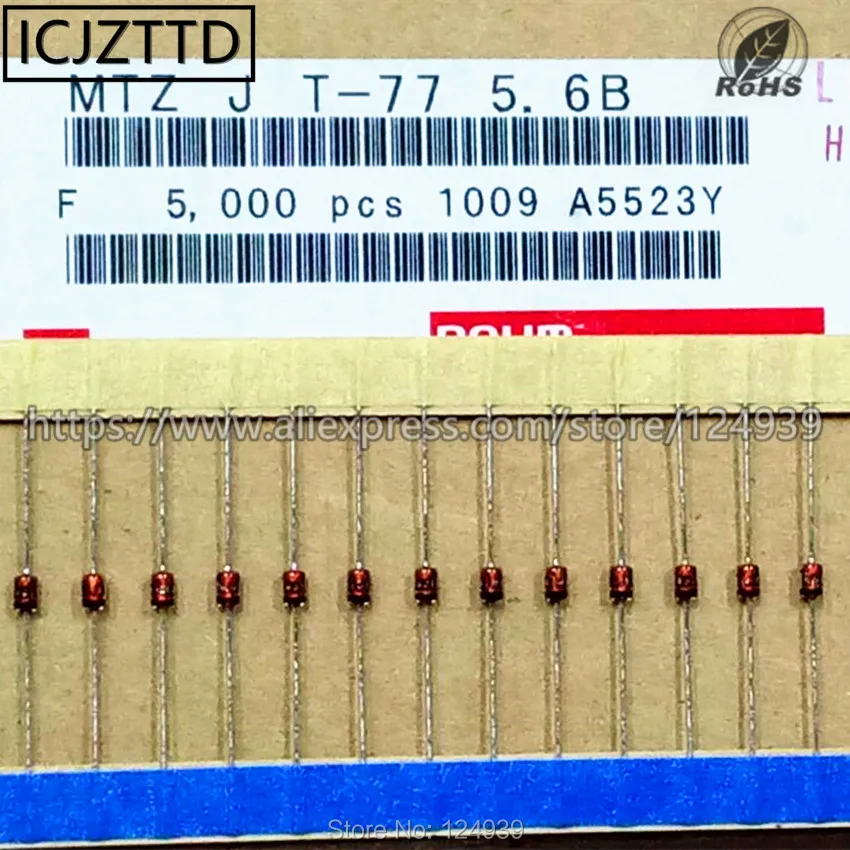 ICJZTTD
RoHS
MTZ J T-77 5.6B
L
H
F 5,000 pcs 1009 A5523Y
https://www.aliexpress.com/store/124939
Store No: 124939